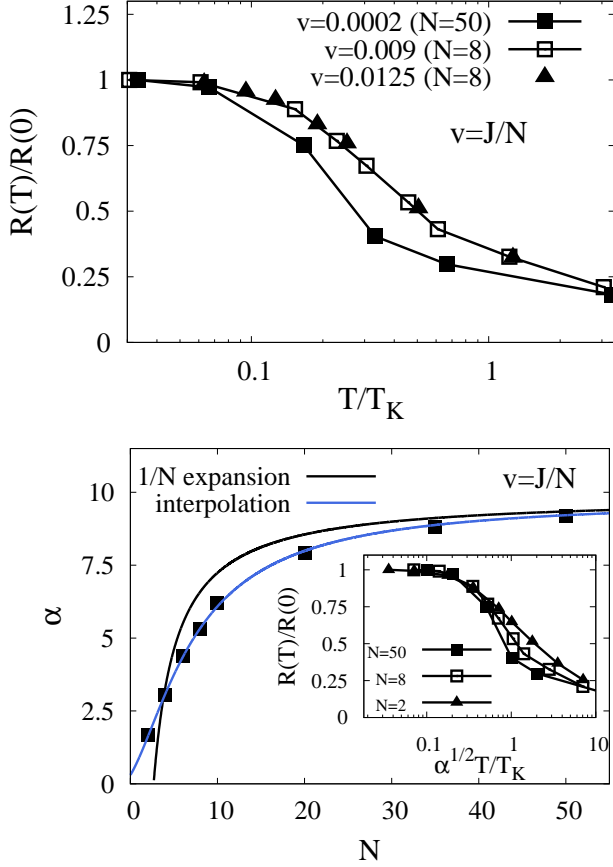 1.25
v=0.0002 (N=50)
v=0.009 (N=8)
1
v=0.0125 (N=8)
v=J/N
0.75
R(T)/R(0)
0.5
0.25
0
0.1
1
T/T_K
1/N expansion
v=J/N
interpolation
10
7.5
α
5
2.5
0
1
0.75
R(T)/R(0)
0.5
N=50
N=8
0.25
N=2
0
0.1
1
10
α^{1/2}T/T_K
0
10
20
30
40
50
N